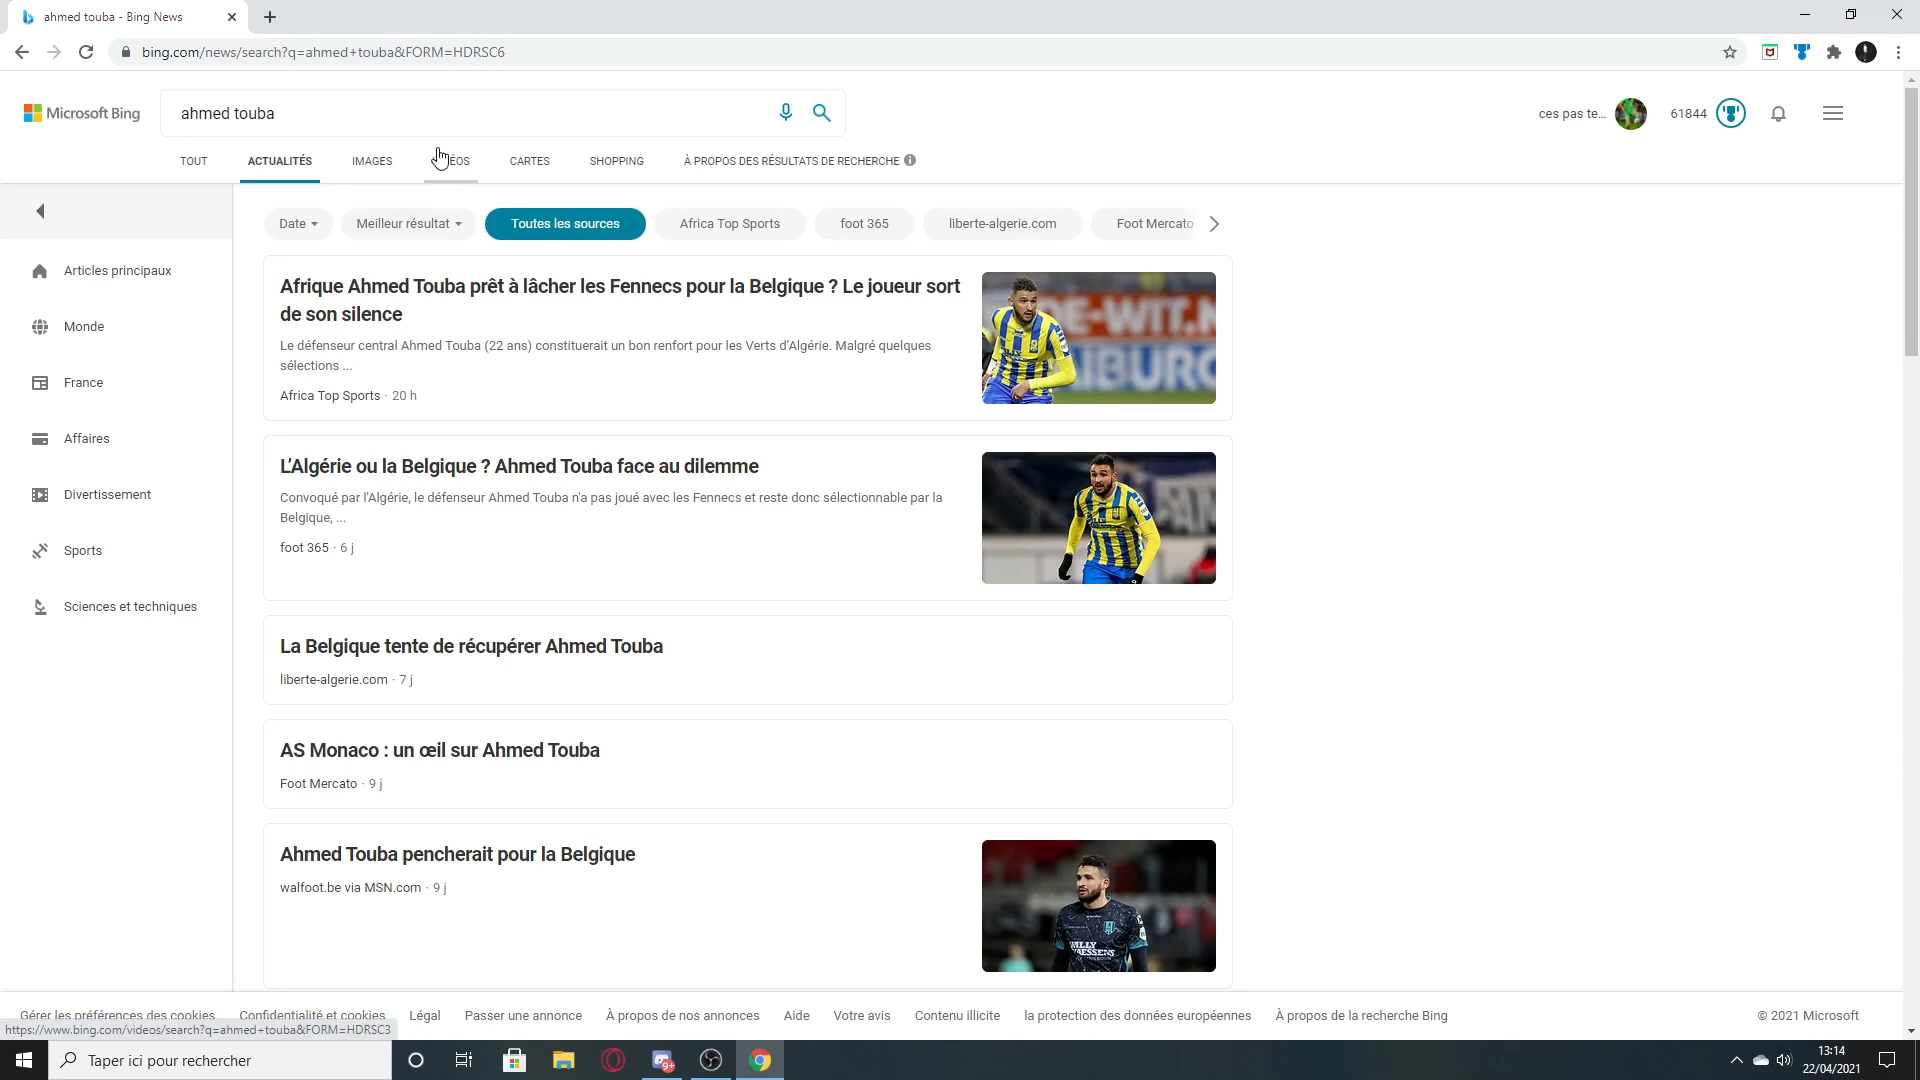 ahmed touba - Bing News
bing.com/news/search?q=ahmed+touba&FORM=HDRSC6
Microsoft Bing
ahmed touba
ces pas te...
61844
TOUT
ACTUALITÉS
IMAGES
ÉOS
CARTES
SHOPPING
À PROPOS DES RÉSULTATS DE RECHERCHE
Date
Meilleur résultat
Toutes les sources
Africa Top Sports
foot 365
liberte-algerie.com
Foot Mercato
Articles principaux
Monde
France
Affaires
Divertissement
Sports
Sciences et techniques
Afrique Ahmed Touba prêt à lâcher les Fennecs pour la Belgique ? Le joueur sort
de son silence
Le défenseur central Ahmed Touba (22 ans) constituerait un bon renfort pour les Verts d'Algérie. Malgré quelques
sélections ...
Africa Top Sports · 20 h
DE-WIT.N
NBURG
L'Algérie ou la Belgique ? Ahmed Touba face au dilemme
Convoqué par l'Algérie, le défenseur Ahmed Touba n'a pas joué avec les Fennecs et reste donc sélectionnable par la
Belgique, ...
foot 365 · 6 j
La Belgique tente de récupérer Ahmed Touba
liberte-algerie.com · 7 j
AS Monaco : un œil sur Ahmed Touba
Foot Mercato · 9 j
Ahmed Touba pencherait pour la Belgique
walfoot.be via MSN.com · 9 j
Gérer les préférences des cookies
Confidentialité et cookies
Légal
Passer une annonce
À propos de nos annonces
Aide
Votre avis
Contenu illicite
la protection des données européennes
À propos de la recherche Bing
© 2021 Microsoft
https://www.bing.com/videos/search?q=ahmed+touba&FORM=HDRSC3
Taper ici pour rechercher
9+
13:14
22/04/2021